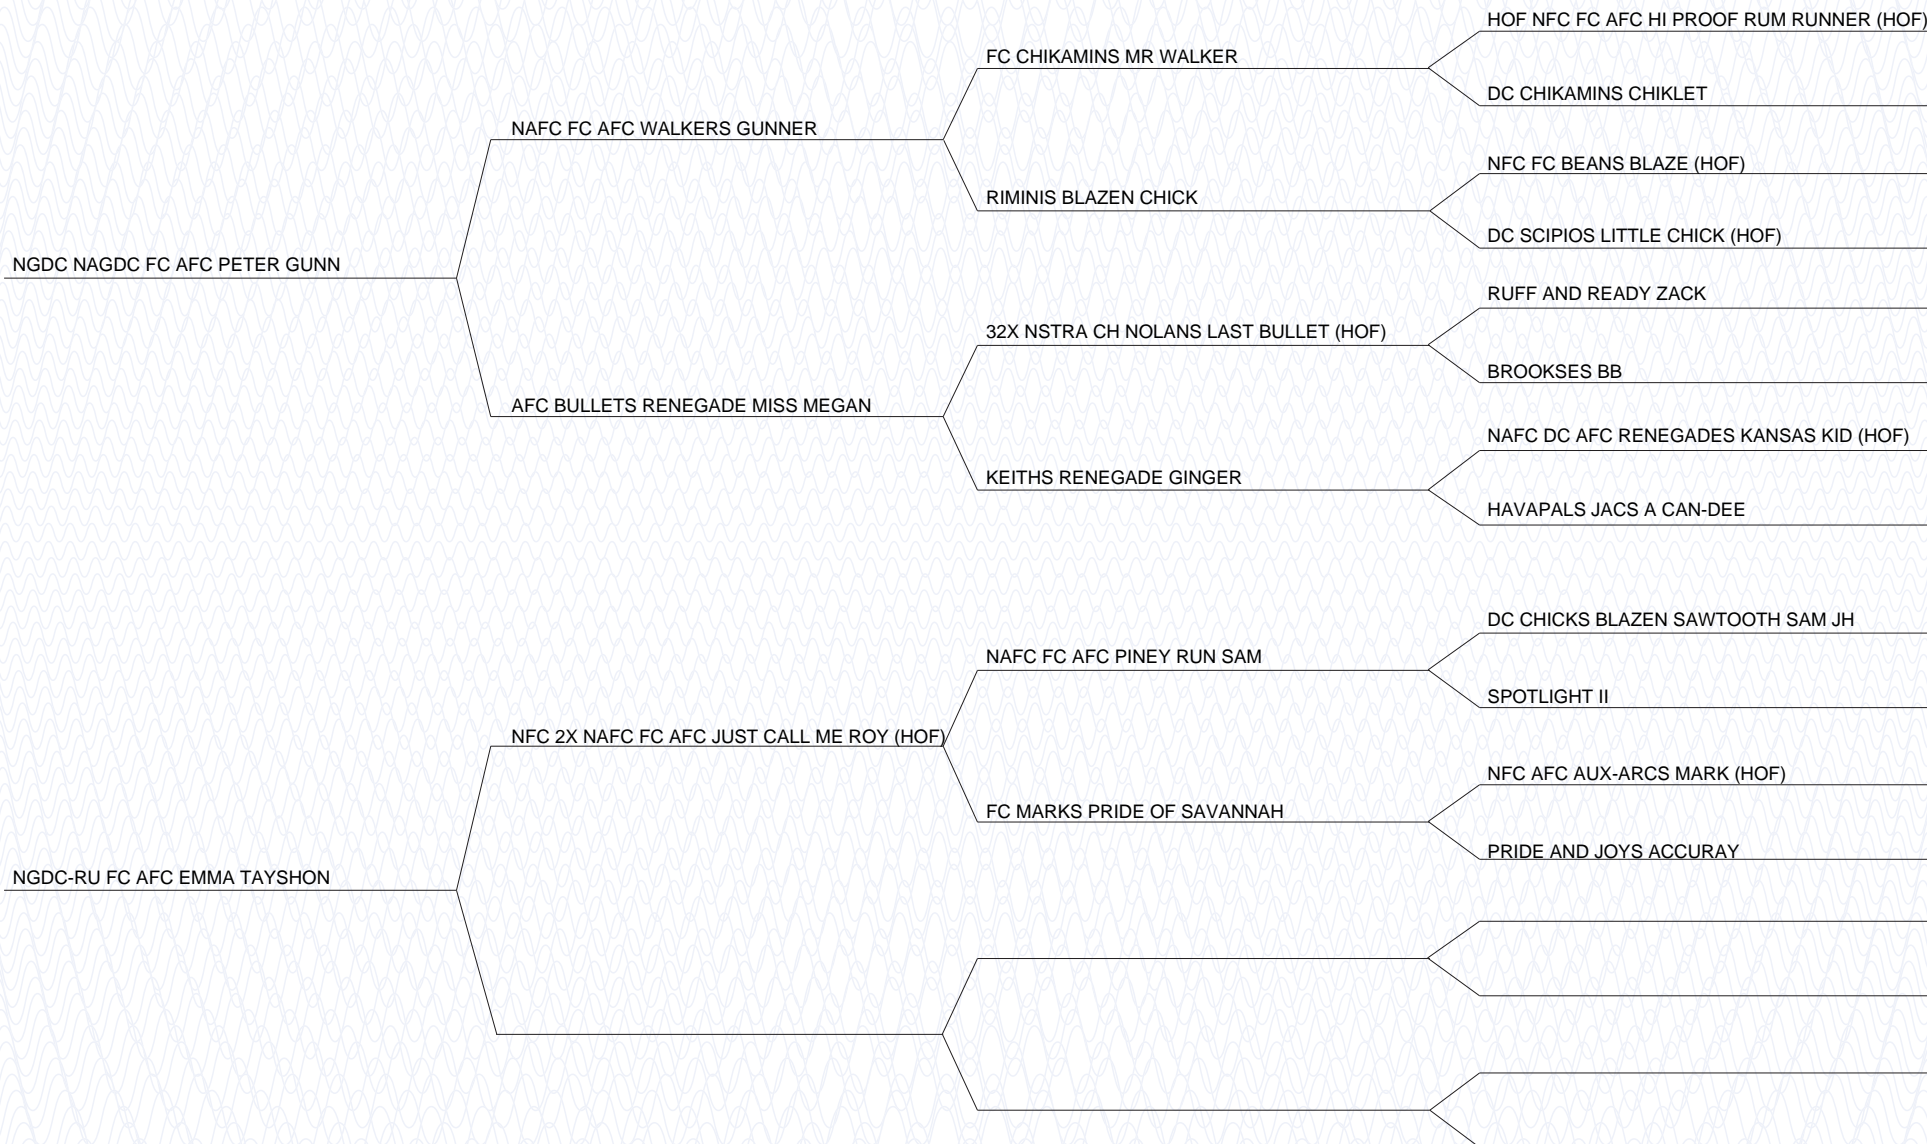 HOF NFC FC AFC HI PROOF RUM RUNNER (HOF)
FC CHIKAMINS MR WALKER
DC CHIKAMINS CHIKLET
NAFC FC AFC WALKERS GUNNER
NFC FC BEANS BLAZE (HOF)
RIMINIS BLAZEN CHICK
DC SCIPIOS LITTLE CHICK (HOF)
NGDC NAGDC FC AFC PETER GUNN
RUFF AND READY ZACK
32X NSTRA CH NOLANS LAST BULLET (HOF)
BROOKSES BB
AFC BULLETS RENEGADE MISS MEGAN
NAFC DC AFC RENEGADES KANSAS KID (HOF)
KEITHS RENEGADE GINGER
HAVAPALS JACS A CAN-DEE
DC CHICKS BLAZEN SAWTOOTH SAM JH
NAFC FC AFC PINEY RUN SAM
SPOTLIGHT II
NFC 2X NAFC FC AFC JUST CALL ME ROY (HOF)
NFC AFC AUX-ARCS MARK (HOF)
FC MARKS PRIDE OF SAVANNAH
PRIDE AND JOYS ACCURAY
NGDC-RU FC AFC EMMA TAYSHON